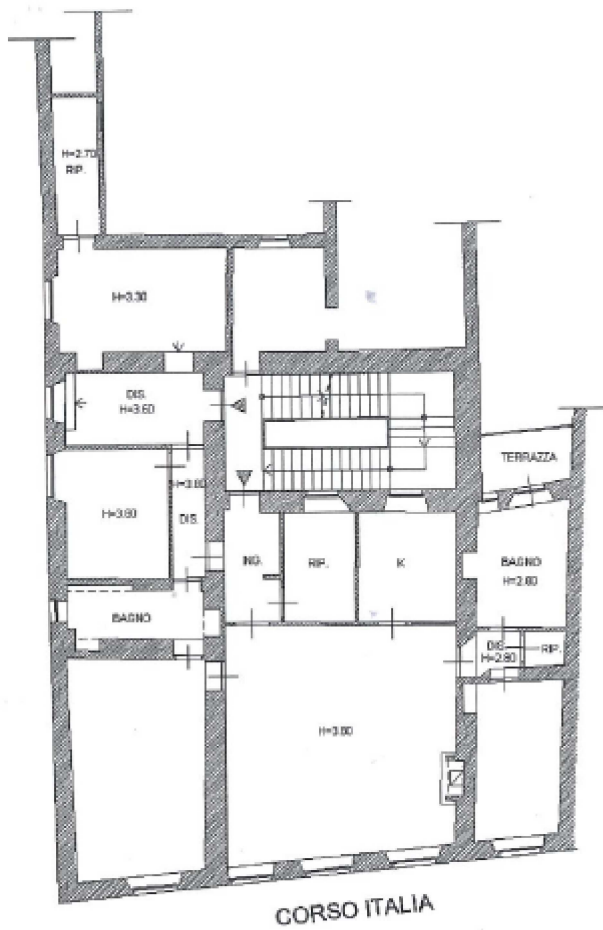 H=2.70
RIP.
H=3.30
DIS.
H=3.60
TERRAZZA
H=3.60
H=3.60
DIS.
ING.
RIP.
K
BAGNO
H=2.80
BAGNO
DIS.
H=2.80
RIP.
H=3.80
CORSO ITALIA